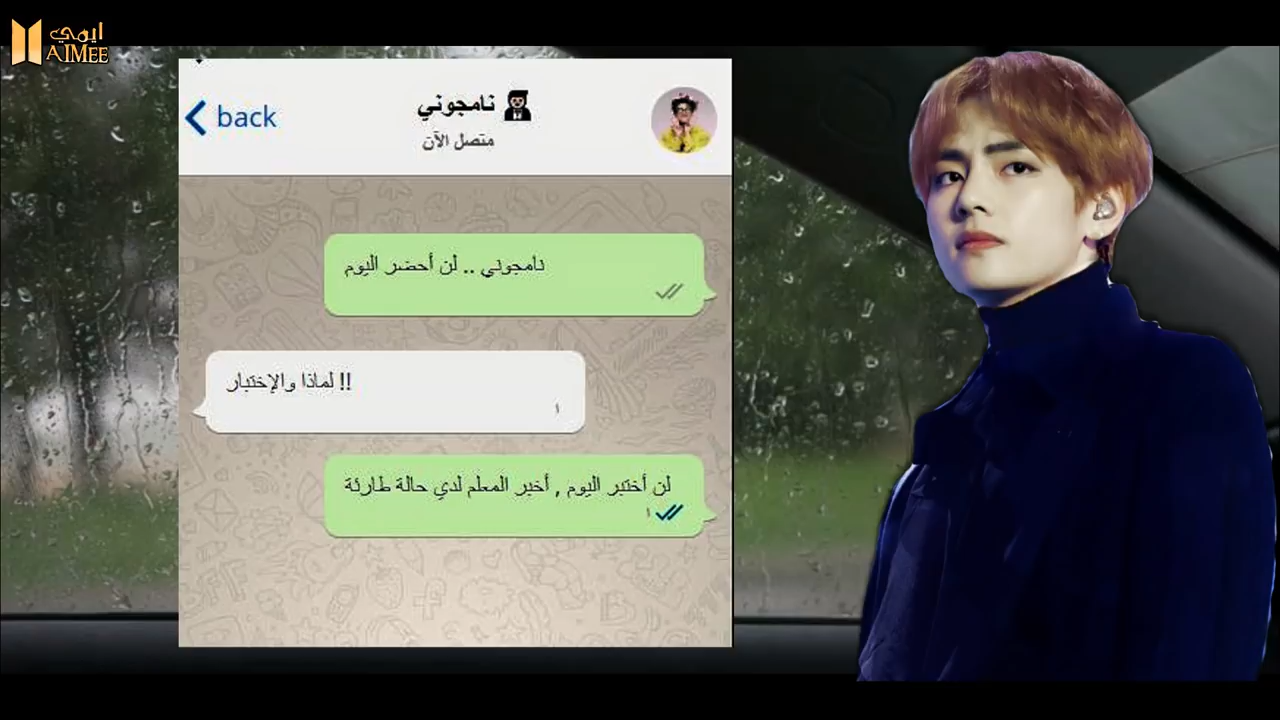 ايمي
AIMEE
back
نامجوني
متصل الآن
نامجوني .. لن أحضر اليوم
لماذا والإختبار !!
ا
لن أختبر اليوم , أخبر المعلم لدي حالة طارئة
ا